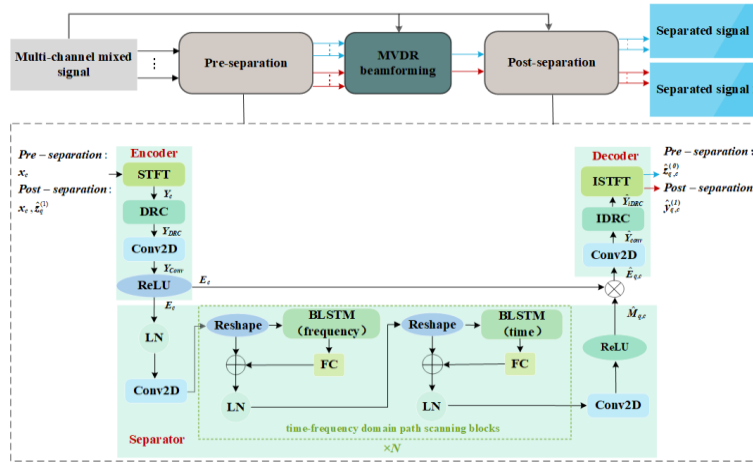 Multi-channel mixed
signal
Pre-separation
MVDR
beamforming
Post-separation
Separated signal
Separated signal
Pre-separation:
x_c
Post-separation:
x_c, ẑ_q^(1)
Encoder
STFT
Y_c
DRC
Y_DRC
Conv2D
Y_Conv
ReLU
E_c
E_c
LN
Conv2D
Separator
Reshape
BLSTM
(frequency)
FC
LN
Reshape
BLSTM
(time)
FC
LN
time-frequency domain path scanning blocks
×N
Conv2D
ReLU
M̂_q,c
Ê_q,c
Decoder
ISTFT
Ŷ_IDRC
IDRC
Ŷ_conv
Conv2D
Pre-separation:
ẑ_q,c^(0)
Post-separation
ŷ_q,c^(1)